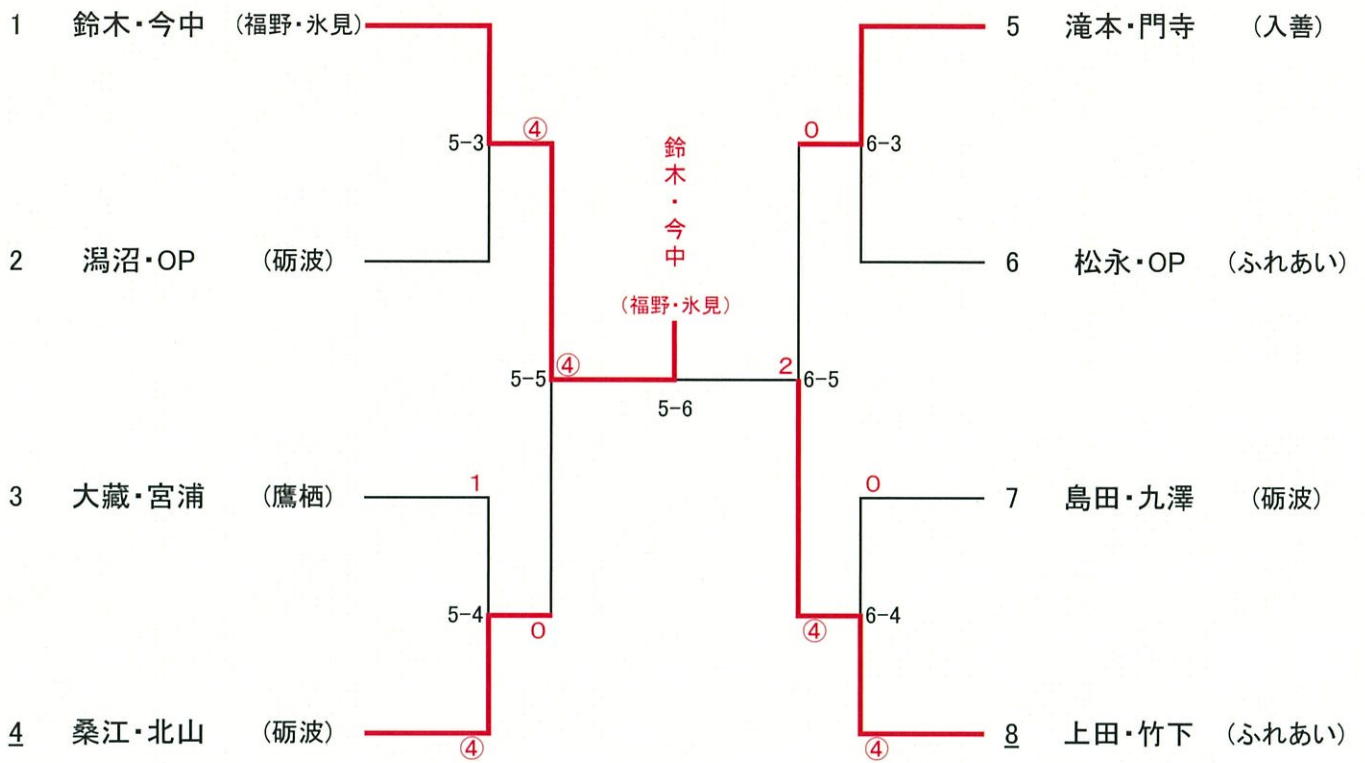 1 鈴木・今中 (福野・氷見)
5 滝本・門寺 (入善)
④
0
5-3
6-3
鈴木・今中
2 潟沼・OP (砺波)
6 松永・OP (ふれあい)
(福野・氷見)
④
2
5-5
6-5
5-6
3 大藏・宮浦 (鷹栖)
1
0
7 島田・九澤 (砺波)
5-4
6-4
0
④
4 桑江・北山 (砺波)
8 上田・竹下 (ふれあい)
④
④